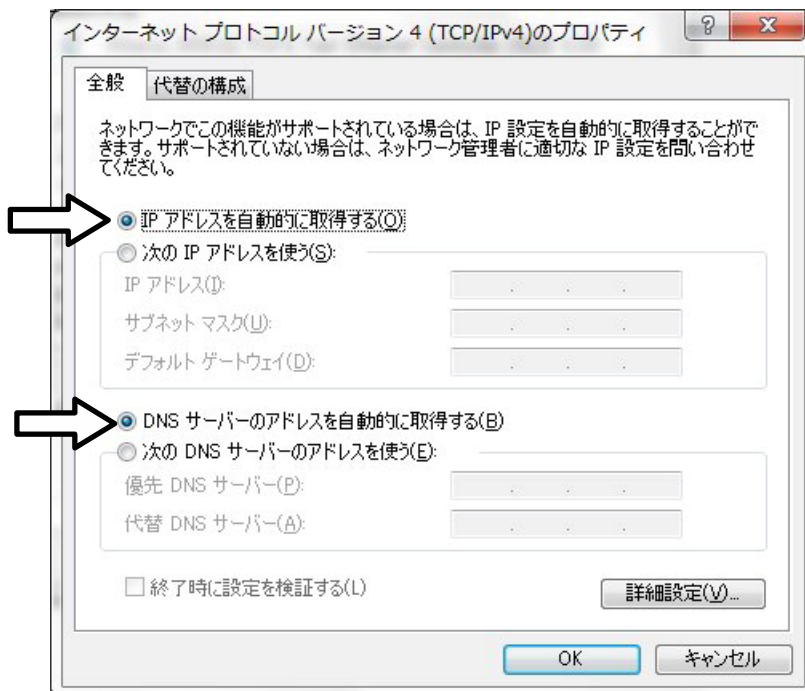 インターネット プロトコル バージョン 4 (TCP/IPv4)のプロパティ
全般
代替の構成
ネットワークでこの機能がサポートされている場合は、IP 設定を自動的に取得することがで
きます。サポートされていない場合は、ネットワーク管理者に適切な IP 設定を問い合わせ
てください。
IP アドレスを自動的に取得する(O)
次の IP アドレスを使う(S):
IP アドレス(I):
サブネット マスク(U):
デフォルト ゲートウェイ(D):
DNS サーバーのアドレスを自動的に取得する(B)
次の DNS サーバーのアドレスを使う(E):
優先 DNS サーバー(P):
代替 DNS サーバー(A):
終了時に設定を検証する(L)
詳細設定(V)...
OK
キャンセル